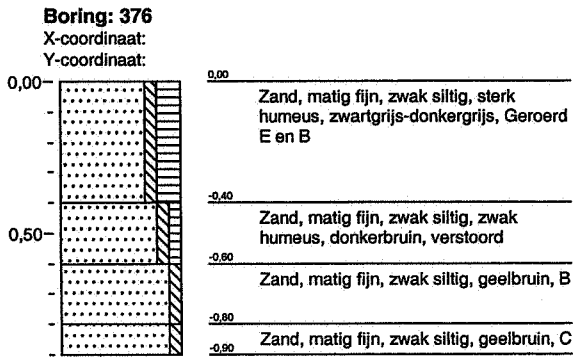 Boring: 376
X-coordinaat:
Y-coordinaat:
0,00
0,00
Zand, matig fijn, zwak siltig, sterk
humeus, zwartgrijs-donkergrijs, Geroerd
E en B
-0,40
Zand, matig fijn, zwak siltig, zwak
humeus, donkerbruin, verstoord
0,50
-0,60
Zand, matig fijn, zwak siltig, geelbruin, B
-0,80
Zand, matig fijn, zwak siltig, geelbruin, C
-0,90